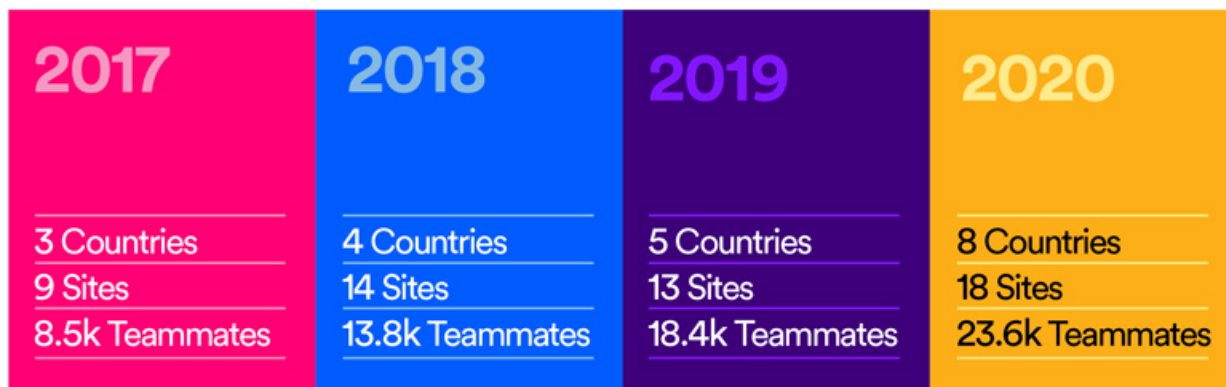 2017
3 Countries
9 Sites
8.5k Teammates
2018
4 Countries
14 Sites
13.8k Teammates
2019
5 Countries
13 Sites
18.4k Teammates
2020
8 Countries
18 Sites
23.6k Teammates